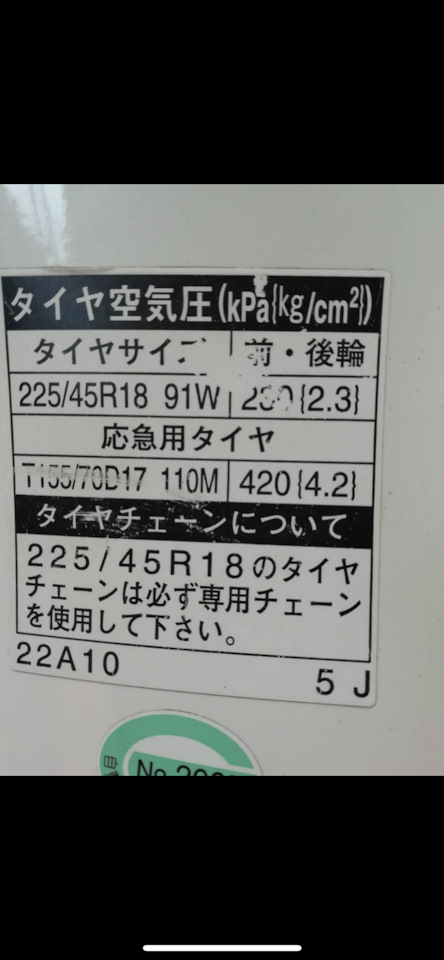 タイヤ空気圧(kPa{kg/cm²})
タイヤサイズ 前・後輪
225/45R18 91W 230{2.3}
応急用タイヤ
T155/70D17 110M 420{4.2}
タイヤチェーンについて
225/45R18のタイヤ
チェーンは必ず専用チェーン
を使用して下さい。
22A10 5J
No